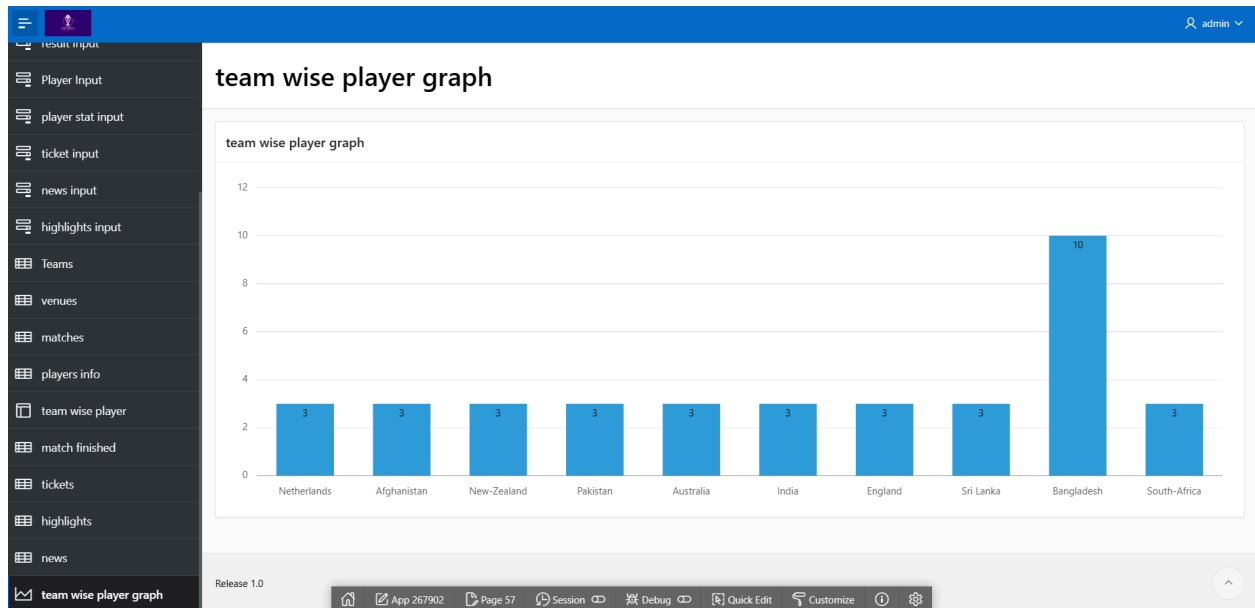 admin
result input
Player Input
player stat input
ticket input
news input
highlights input
Teams
venues
matches
players info
team wise player
match finished
tickets
highlights
news
team wise player graph
team wise player graph
team wise player graph
12
10
8
6
4
2
0
3 3 3 3 3 3 3 3 10 3
Netherlands Afghanistan New-Zealand Pakistan Australia India England Sri Lanka Bangladesh South-Africa
Release 1.0
App 267902 Page 57 Session Debug Quick Edit Customize